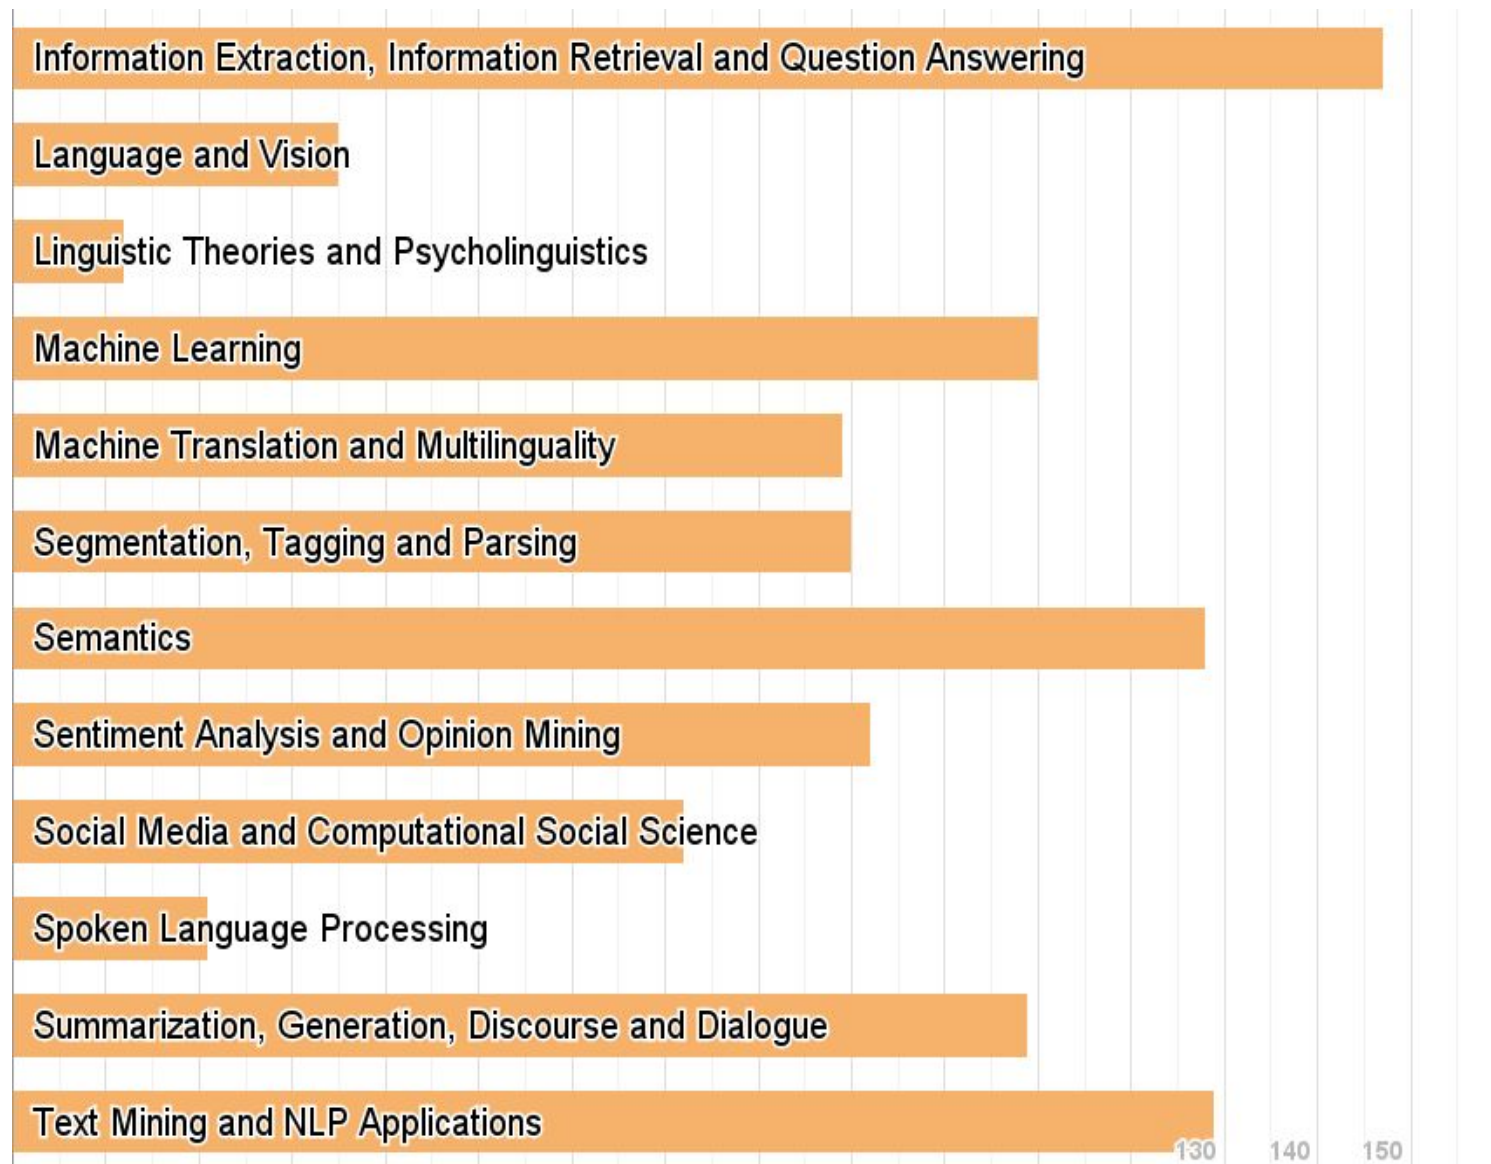 Information Extraction, Information Retrieval and Question Answering
Language and Vision
Linguistic Theories and Psycholinguistics
Machine Learning
Machine Translation and Multilinguality
Segmentation, Tagging and Parsing
Semantics
Sentiment Analysis and Opinion Mining
Social Media and Computational Social Science
Spoken Language Processing
Summarization, Generation, Discourse and Dialogue
Text Mining and NLP Applications
130 140 150